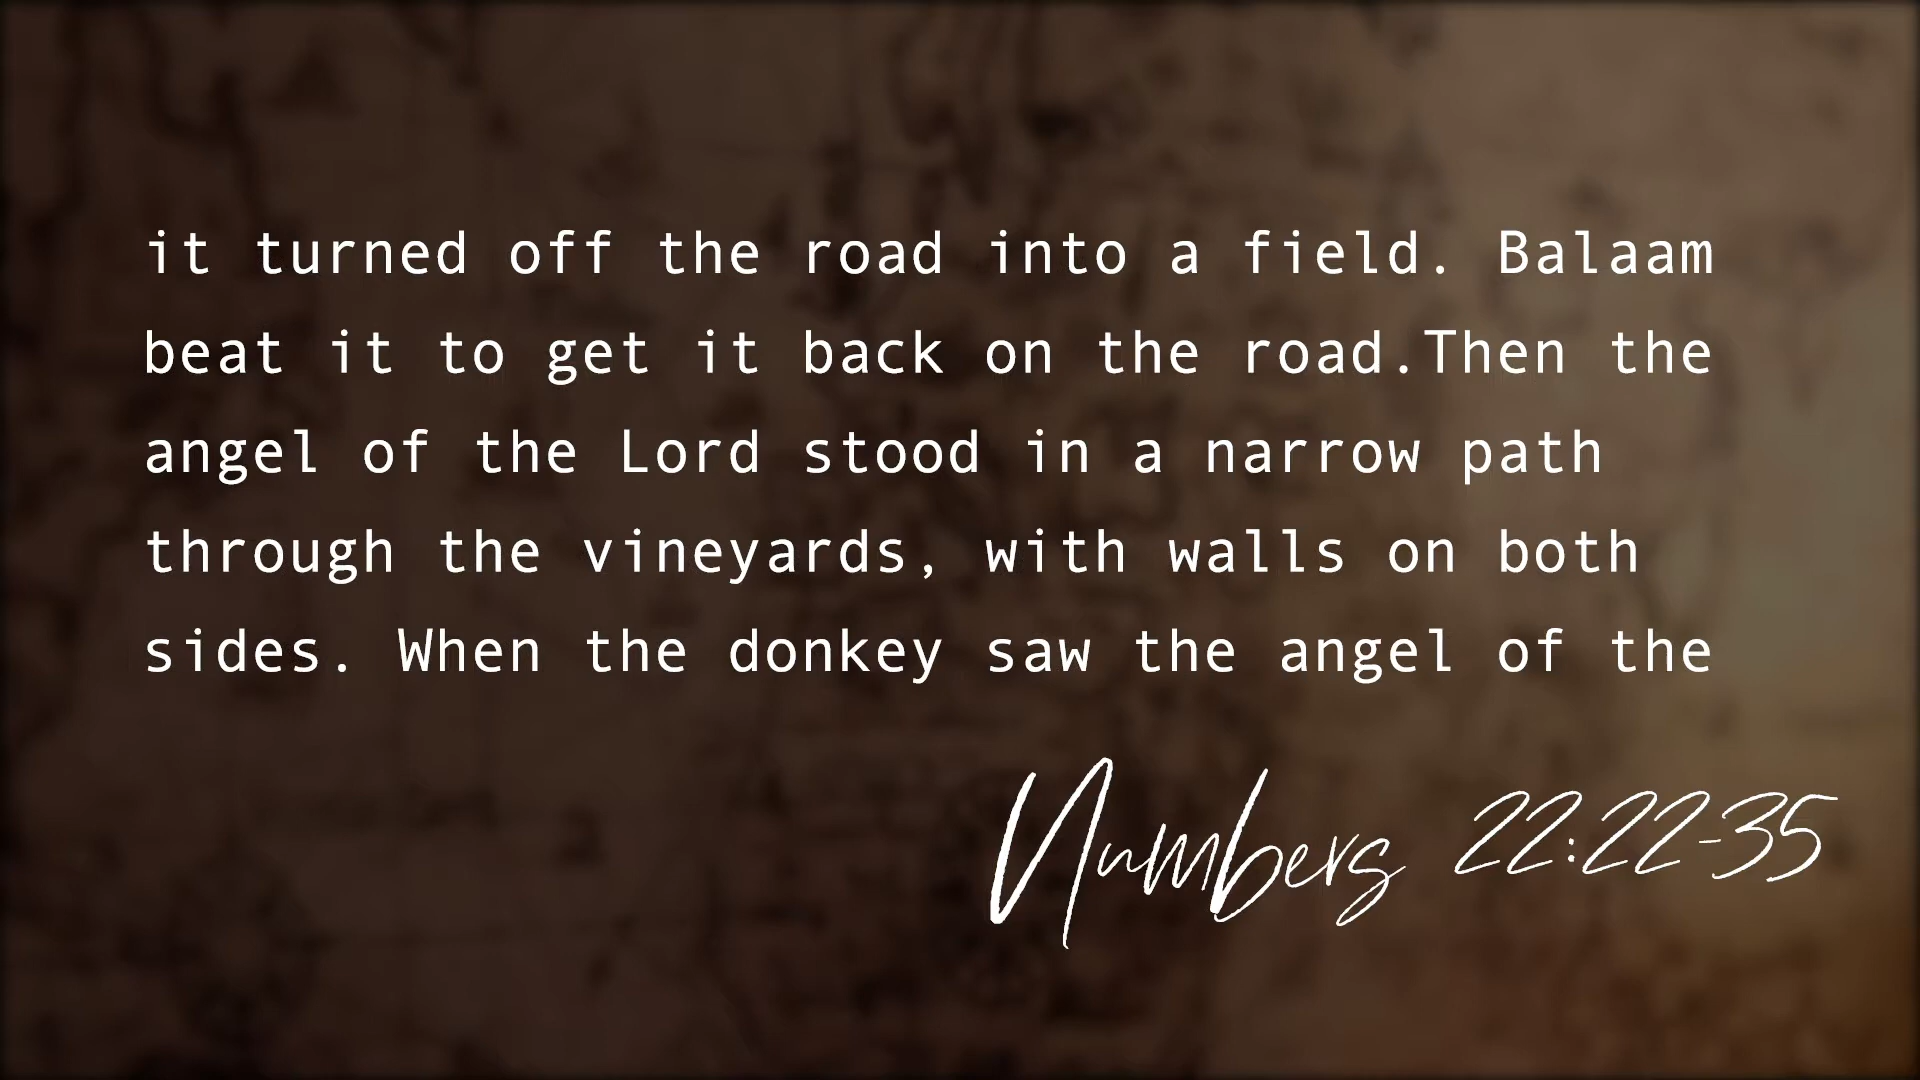 it turned off the road into a field. Balaam
beat it to get it back on the road.Then the
angel of the Lord stood in a narrow path
through the vineyards, with walls on both
sides. When the donkey saw the angel of the
Numbers 22:22-35